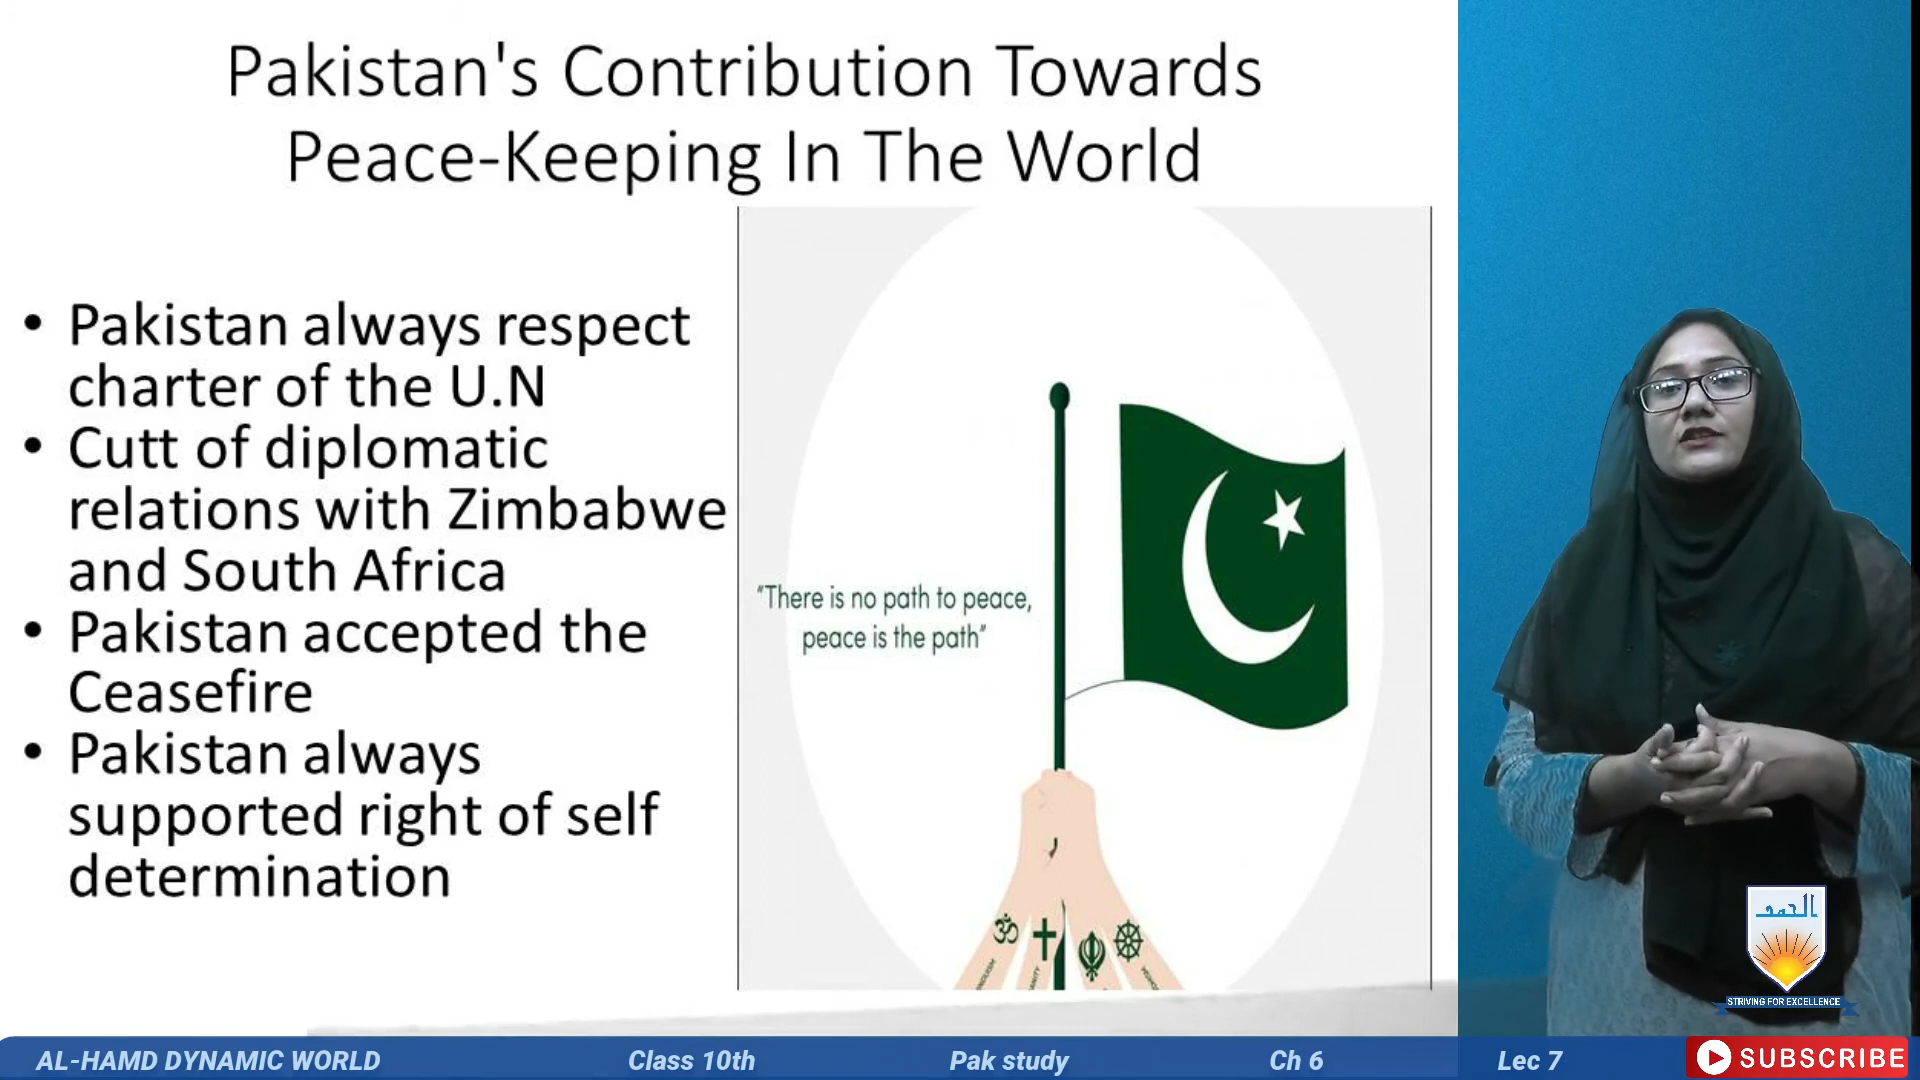 Pakistan's Contribution Towards
Peace-Keeping In The World
• Pakistan always respect
charter of the U.N
• Cutt of diplomatic
relations with Zimbabwe
and South Africa
• Pakistan accepted the
Ceasefire
• Pakistan always
supported right of self
determination
"There is no path to peace,
peace is the path"
الحمد
STRIVING FOR EXCELLENCE
AL-HAMD DYNAMIC WORLD
Class 10th
Pak study
Ch 6
Lec 7
SUBSCRIBE